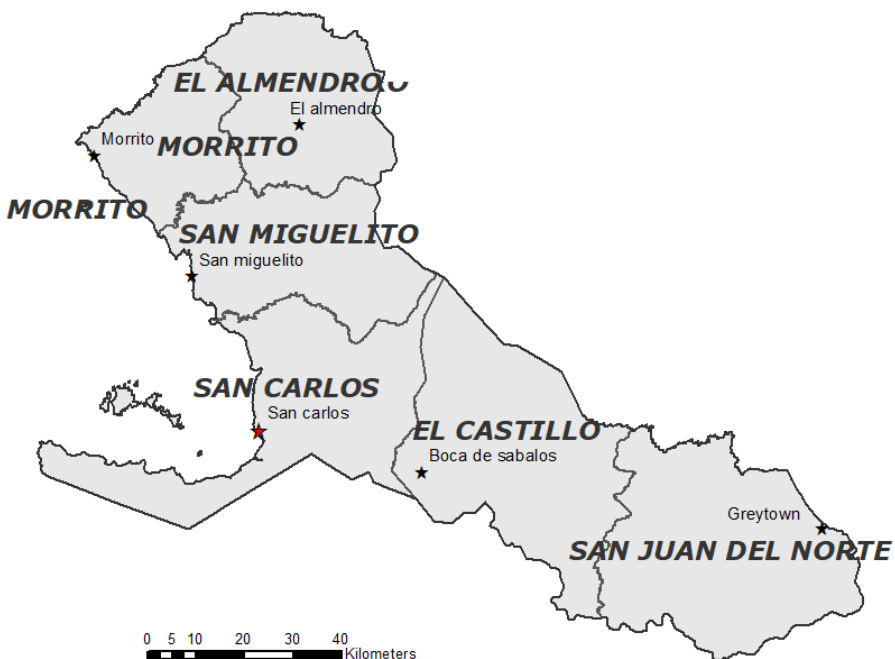 EL ALMENDRO
El almendro
Morrito
MORRITO
MORRITO
SAN MIGUELITO
San miguelito
SAN CARLOS
San carlos
EL CASTILLO
Boca de sabalos
Greytown
SAN JUAN DEL NORTE
0 5 10 20 30 40
Kilometers